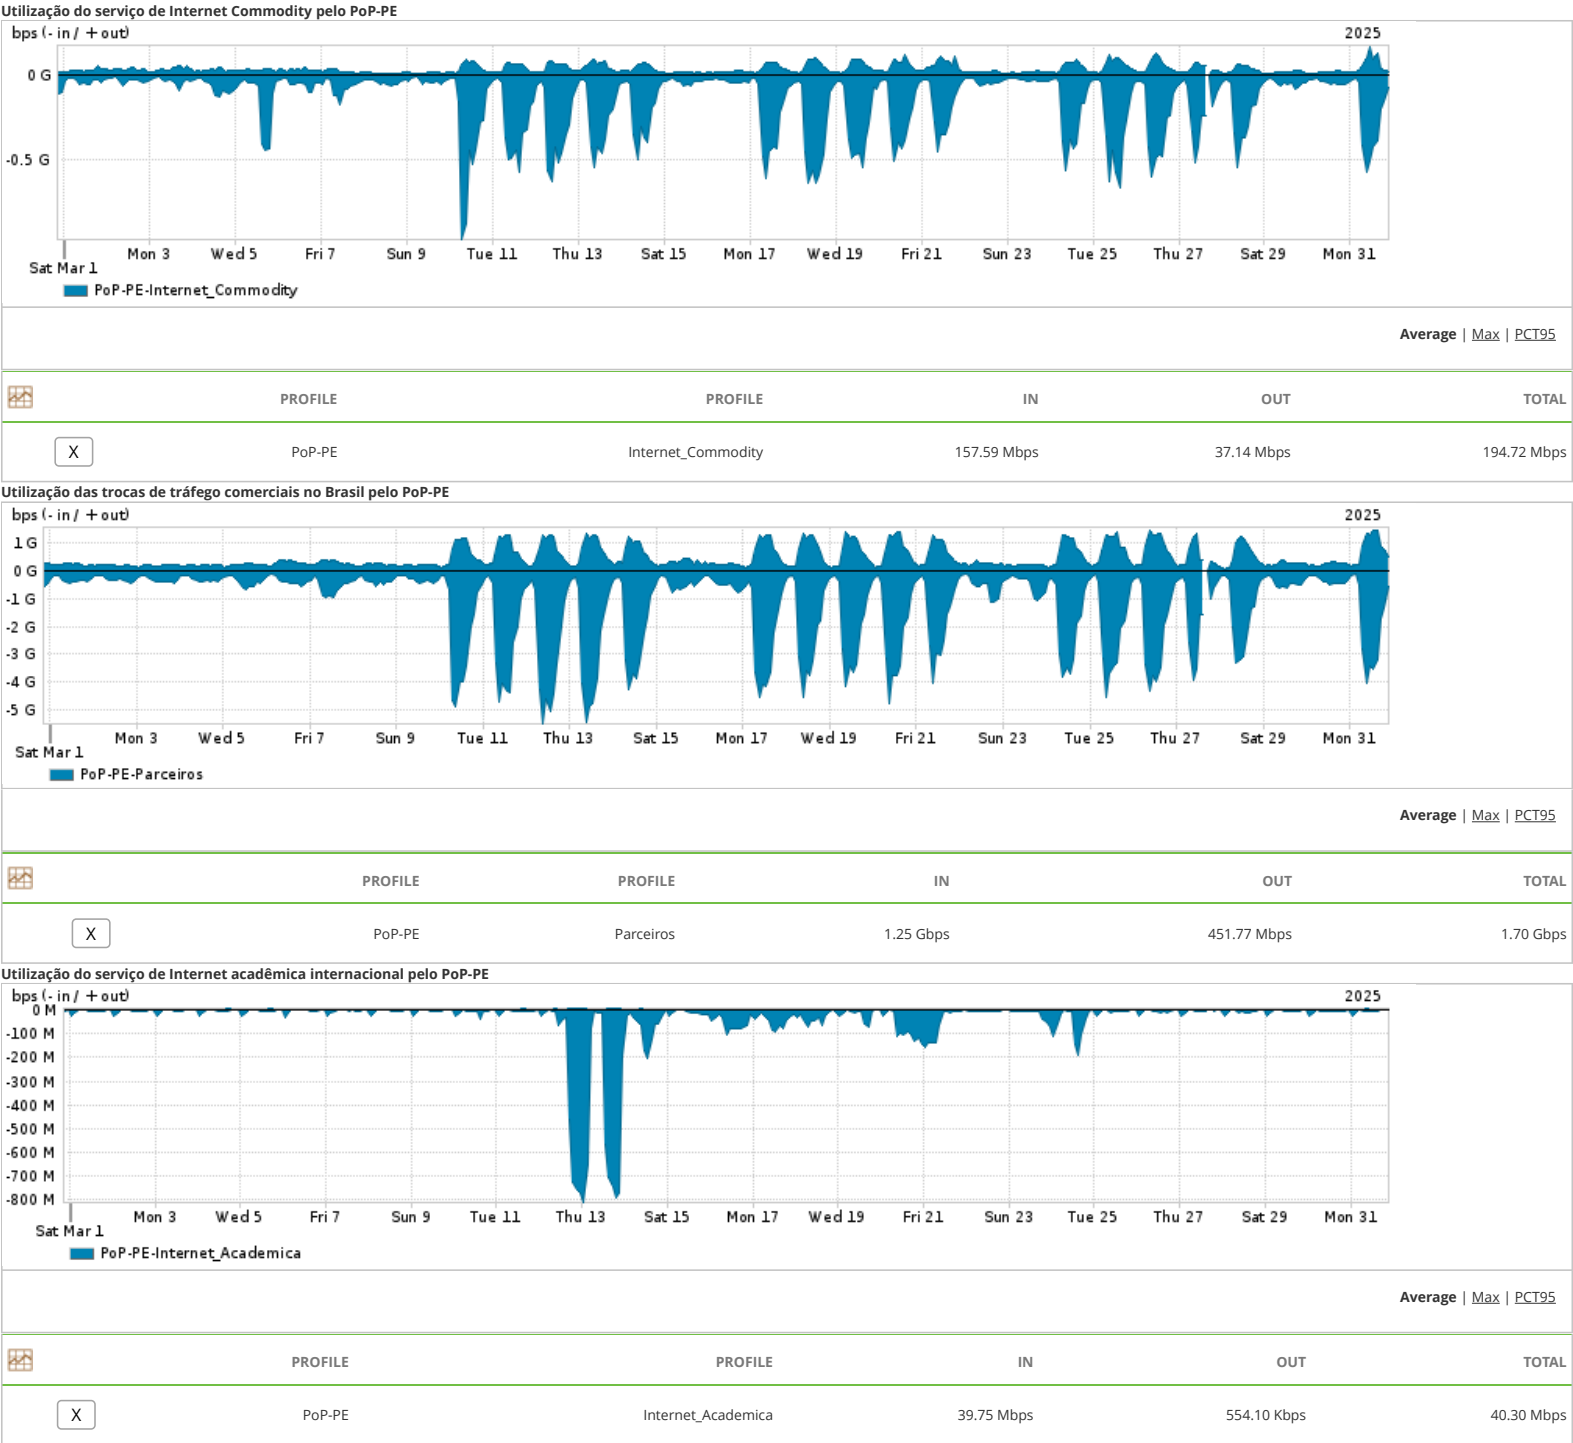 Utilização do serviço de Internet Commodity pelo PoP-PE
bps (- in / + out) 2025
0 G
-0.5 G
Mon 3 Wed 5 Fri 7 Sun 9 Tue 11 Thu 13 Sat 15 Mon 17 Wed 19 Fri 21 Sun 23 Tue 25 Thu 27 Sat 29 Mon 31
Sat Mar 1
PoP-PE-Internet_Commodity
Average | Max | PCT95
PROFILE PROFILE IN OUT TOTAL
X PoP-PE Internet_Commodity 157.59 Mbps 37.14 Mbps 194.72 Mbps
Utilização das trocas de tráfego comerciais no Brasil pelo PoP-PE
bps (- in / + out) 2025
1 G
0 G
-1 G
-2 G
-3 G
-4 G
-5 G
Mon 3 Wed 5 Fri 7 Sun 9 Tue 11 Thu 13 Sat 15 Mon 17 Wed 19 Fri 21 Sun 23 Tue 25 Thu 27 Sat 29 Mon 31
Sat Mar 1
PoP-PE-Parceiros
Average | Max | PCT95
PROFILE PROFILE IN OUT TOTAL
X PoP-PE Parceiros 1.25 Gbps 451.77 Mbps 1.70 Gbps
Utilização do serviço de Internet acadêmica internacional pelo PoP-PE
bps (- in / + out) 2025
0 M
-100 M
-200 M
-300 M
-400 M
-500 M
-600 M
-700 M
-800 M
Mon 3 Wed 5 Fri 7 Sun 9 Tue 11 Thu 13 Sat 15 Mon 17 Wed 19 Fri 21 Sun 23 Tue 25 Thu 27 Sat 29 Mon 31
Sat Mar 1
PoP-PE-Internet_Academica
Average | Max | PCT95
PROFILE PROFILE IN OUT TOTAL
X PoP-PE Internet_Academica 39.75 Mbps 554.10 Kbps 40.30 Mbps